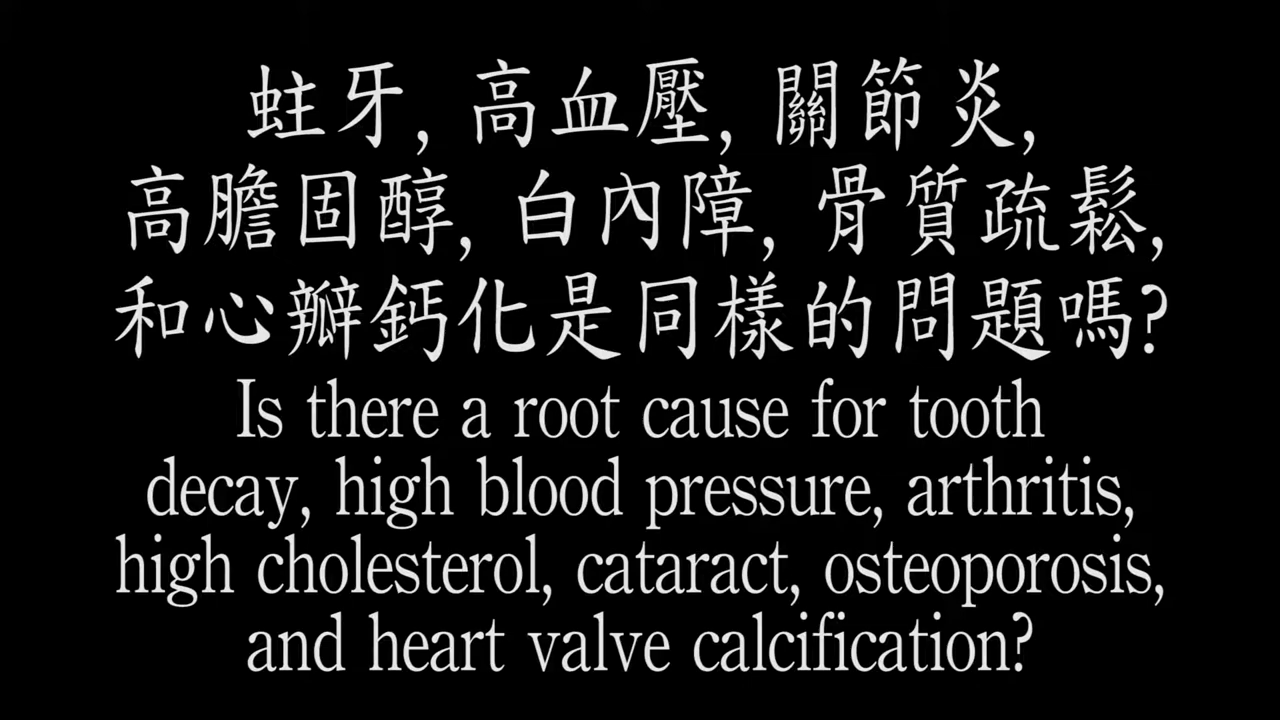 蛀牙, 高血壓, 關節炎,
高膽固醇, 白內障, 骨質疏鬆,
和心瓣鈣化是同樣的問題嗎?
Is there a root cause for tooth
decay, high blood pressure, arthritis,
high cholesterol, cataract, osteoporosis,
and heart valve calcification?